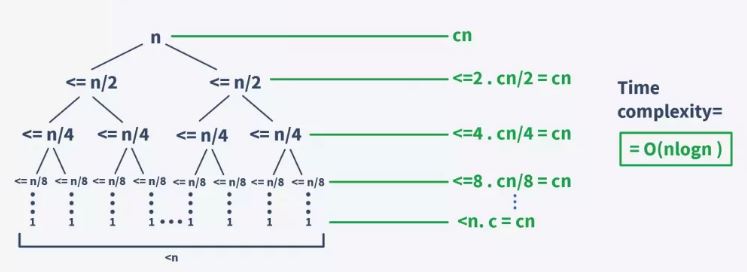 n cn
<= n/2 <= n/2 <=2 . cn/2 = cn
Time
complexity=
<= n/4 <= n/4 <= n/4 <= n/4 <=4 . cn/4 = cn
= O(nlogn )
<= n/8 <= n/8 <= n/8 <= n/8 <= n/8 <= n/8 <= n/8 <= n/8 <=8 . cn/8 = cn
1 1 1 1 1 1 1 1 <n. c = cn
<n